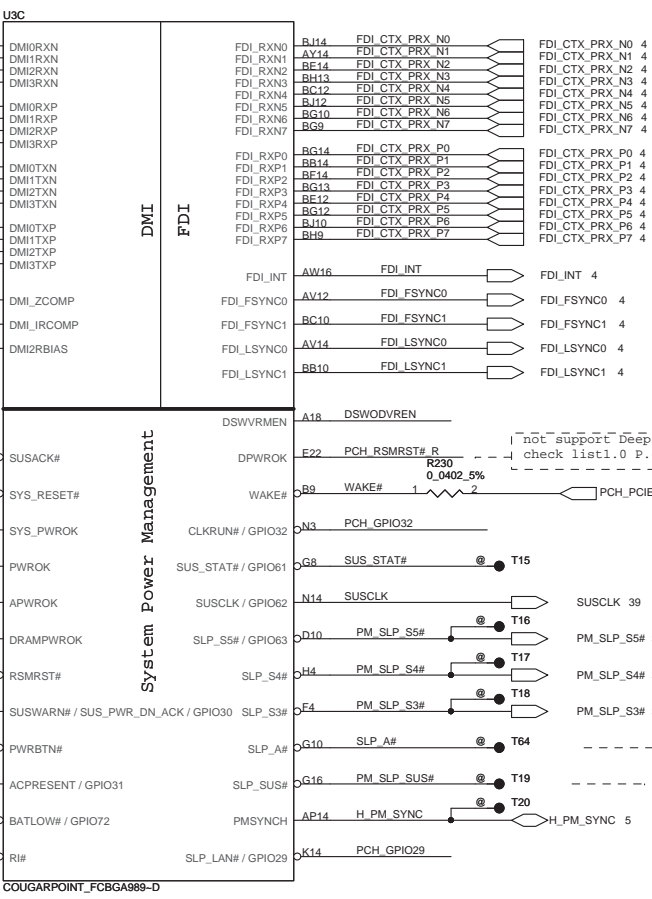 U3C
DMI0RXN FDI_RXN0 BJ14 FDI_CTX_PRX_N0 FDI_CTX_PRX_N0 4
DMI1RXN FDI_RXN1 AY14 FDI_CTX_PRX_N1 FDI_CTX_PRX_N1 4
DMI2RXN FDI_RXN2 BE14 FDI_CTX_PRX_N2 FDI_CTX_PRX_N2 4
DMI3RXN FDI_RXN3 BH13 FDI_CTX_PRX_N3 FDI_CTX_PRX_N3 4
FDI_RXN4 BC12 FDI_CTX_PRX_N4 FDI_CTX_PRX_N4 4
DMI0RXP FDI_RXN5 BJ12 FDI_CTX_PRX_N5 FDI_CTX_PRX_N5 4
DMI1RXP FDI_RXN6 BG10 FDI_CTX_PRX_N6 FDI_CTX_PRX_N6 4
DMI2RXP FDI_RXN7 BG9 FDI_CTX_PRX_N7 FDI_CTX_PRX_N7 4
DMI3RXP
FDI_RXP0 BG14 FDI_CTX_PRX_P0 FDI_CTX_PRX_P0 4
DMI0TXN FDI_RXP1 BB14 FDI_CTX_PRX_P1 FDI_CTX_PRX_P1 4
DMI1TXN FDI_RXP2 BF14 FDI_CTX_PRX_P2 FDI_CTX_PRX_P2 4
DMI2TXN FDI_RXP3 BG13 FDI_CTX_PRX_P3 FDI_CTX_PRX_P3 4
DMI3TXN FDI_RXP4 BE12 FDI_CTX_PRX_P4 FDI_CTX_PRX_P4 4
FDI_RXP5 BG12 FDI_CTX_PRX_P5 FDI_CTX_PRX_P5 4
DMI0TXP FDI_RXP6 BJ10 FDI_CTX_PRX_P6 FDI_CTX_PRX_P6 4
DMI1TXP FDI_RXP7 BH9 FDI_CTX_PRX_P7 FDI_CTX_PRX_P7 4
DMI2TXP
DMI3TXP
DMI
FDI
FDI_INT AW16 FDI_INT FDI_INT 4
DMI_ZCOMP FDI_FSYNC0 AV12 FDI_FSYNC0 FDI_FSYNC0 4
DMI_IRCOMP FDI_FSYNC1 BC10 FDI_FSYNC1 FDI_FSYNC1 4
DMI2RBIAS FDI_LSYNC0 AV14 FDI_LSYNC0 FDI_LSYNC0 4
FDI_LSYNC1 BB10 FDI_LSYNC1 FDI_LSYNC1 4
System Power Management
DSWVRMEN A18 DSWODVREN
not support Deep
check list1.0 P.
SUSACK# DPWROK E22 PCH_RSMRST#_R
R230
0_0402_5%
SYS_RESET# WAKE# B9 WAKE# 1 2 PCH_PCIE
SYS_PWROK CLKRUN# / GPIO32 N3 PCH_GPIO32
PWROK SUS_STAT# / GPIO61 G8 SUS_STAT# @ T15
APWROK SUSCLK / GPIO62 N14 SUSCLK SUSCLK 39
@ T16
DRAMPWROK SLP_S5# / GPIO63 D10 PM_SLP_S5# PM_SLP_S5#
@ T17
RSMRST# SLP_S4# H4 PM_SLP_S4# PM_SLP_S4#
@ T18
SUSWARN# / SUS_PWR_DN_ACK / GPIO30 SLP_S3# F4 PM_SLP_S3# PM_SLP_S3#
PWRBTN# SLP_A# G10 SLP_A# @ T64
ACPRESENT / GPIO31 SLP_SUS# G16 PM_SLP_SUS# @ T19
@ T20
BATLOW# / GPIO72 PMSYNCH AP14 H_PM_SYNC H_PM_SYNC 5
RI# SLP_LAN# / GPIO29 K14 PCH_GPIO29
COUGARPOINT_FCBGA989~D